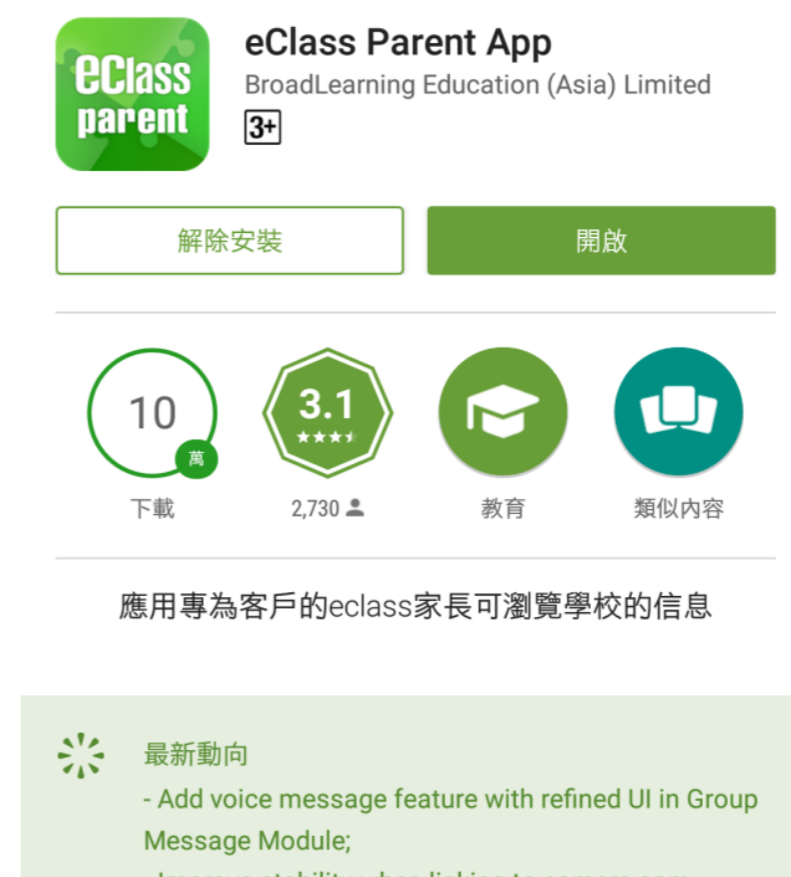 eClass
parent
eClass Parent App
BroadLearning Education (Asia) Limited
3+
解除安裝
開啟
10
萬
下載
3.1
2,730
教育
類似內容
應用專為客戶的eclass家長可瀏覽學校的信息
最新動向
- Add voice message feature with refined UI in Group
Message Module;